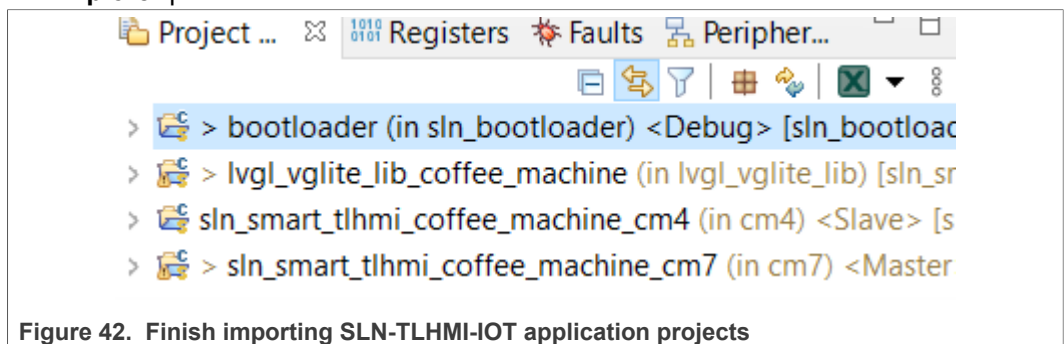 Project ... Registers Faults Peripher...
> bootloader (in sln_bootloader) <Debug> [sln_bootloac
> lvgl_vglite_lib_coffee_machine (in lvgl_vglite_lib) [sln_sr
sln_smart_tlhmi_coffee_machine_cm4 (in cm4) <Slave> [s
> sln_smart_tlhmi_coffee_machine_cm7 (in cm7) <Master
Figure 42. Finish importing SLN-TLHMI-IOT application projects